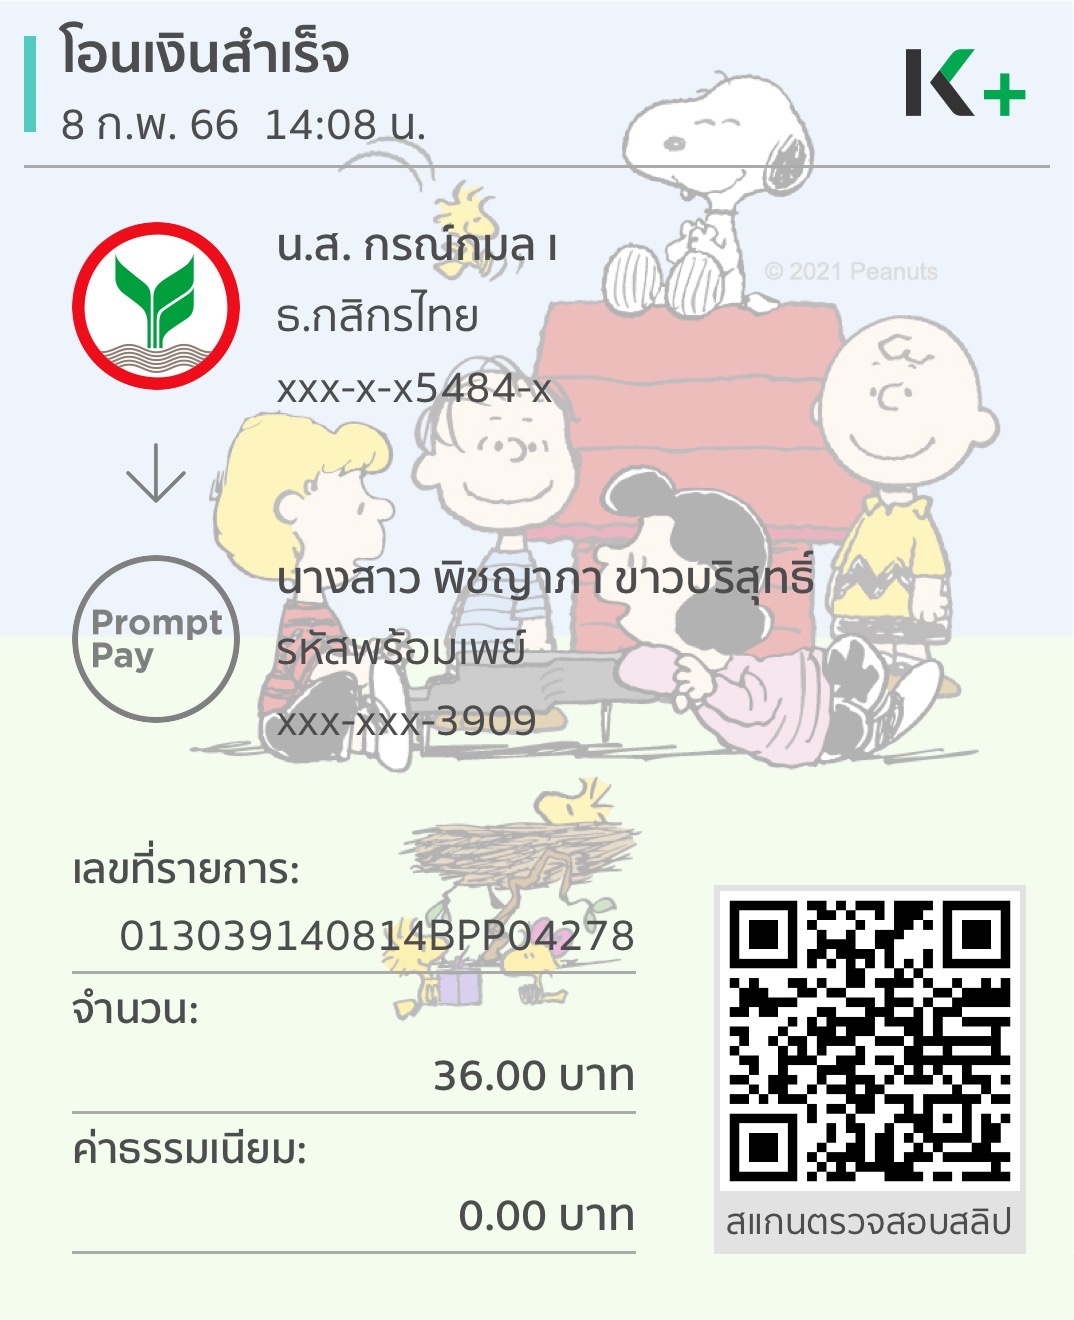 โอนเงินสำเร็จ
8 ก.พ. 66 14:08 น.
K+
น.ส. กรณ์กมล เ
ธ.กสิกรไทย
xxx-x-x5484-x
© 2021 Peanuts
นางสาว พิชญาภา ขาวบริสุทธิ์
Prompt
Pay
รหัสพร้อมเพย์
xxx-xxx-3909
เลขที่รายการ:
013039140814BPP04278
จำนวน:
36.00 บาท
ค่าธรรมเนียม:
0.00 บาท
สแกนตรวจสอบสลิป